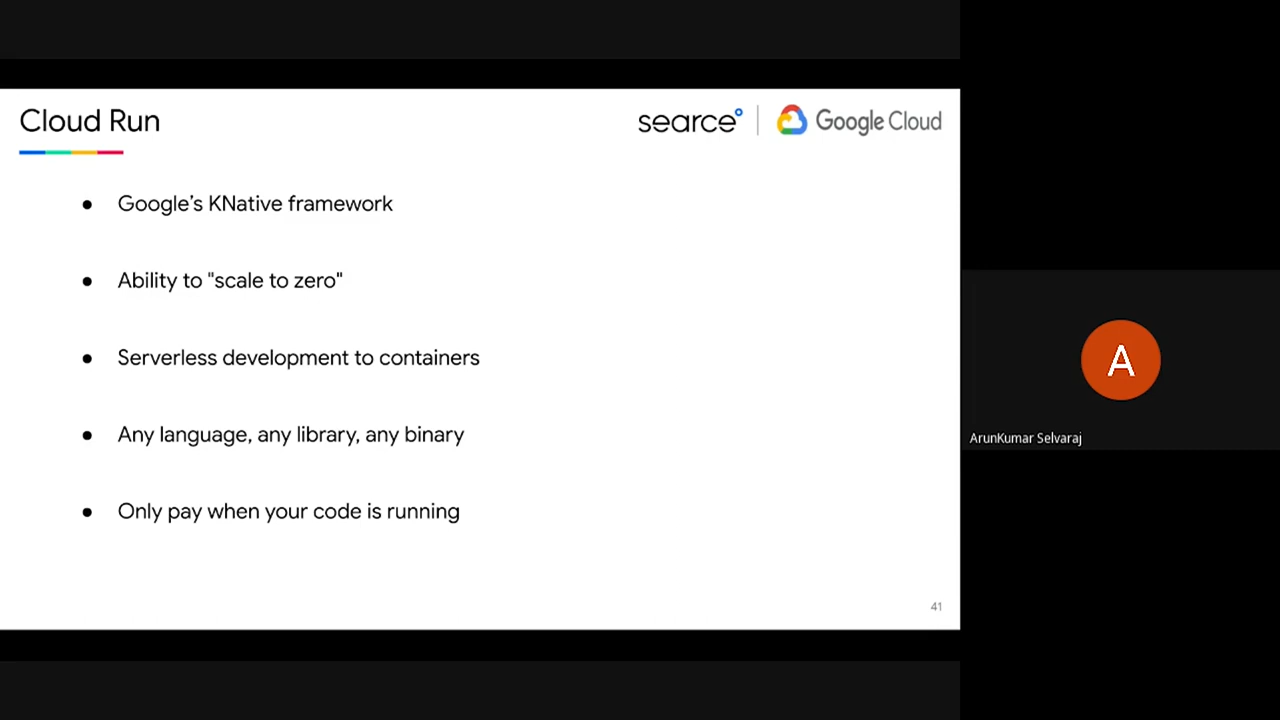 Cloud Run
searce
Google Cloud
● Google’s KNative framework
● Ability to "scale to zero"
● Serverless development to containers
● Any language, any library, any binary
● Only pay when your code is running
41
A
ArunKumar Selvaraj